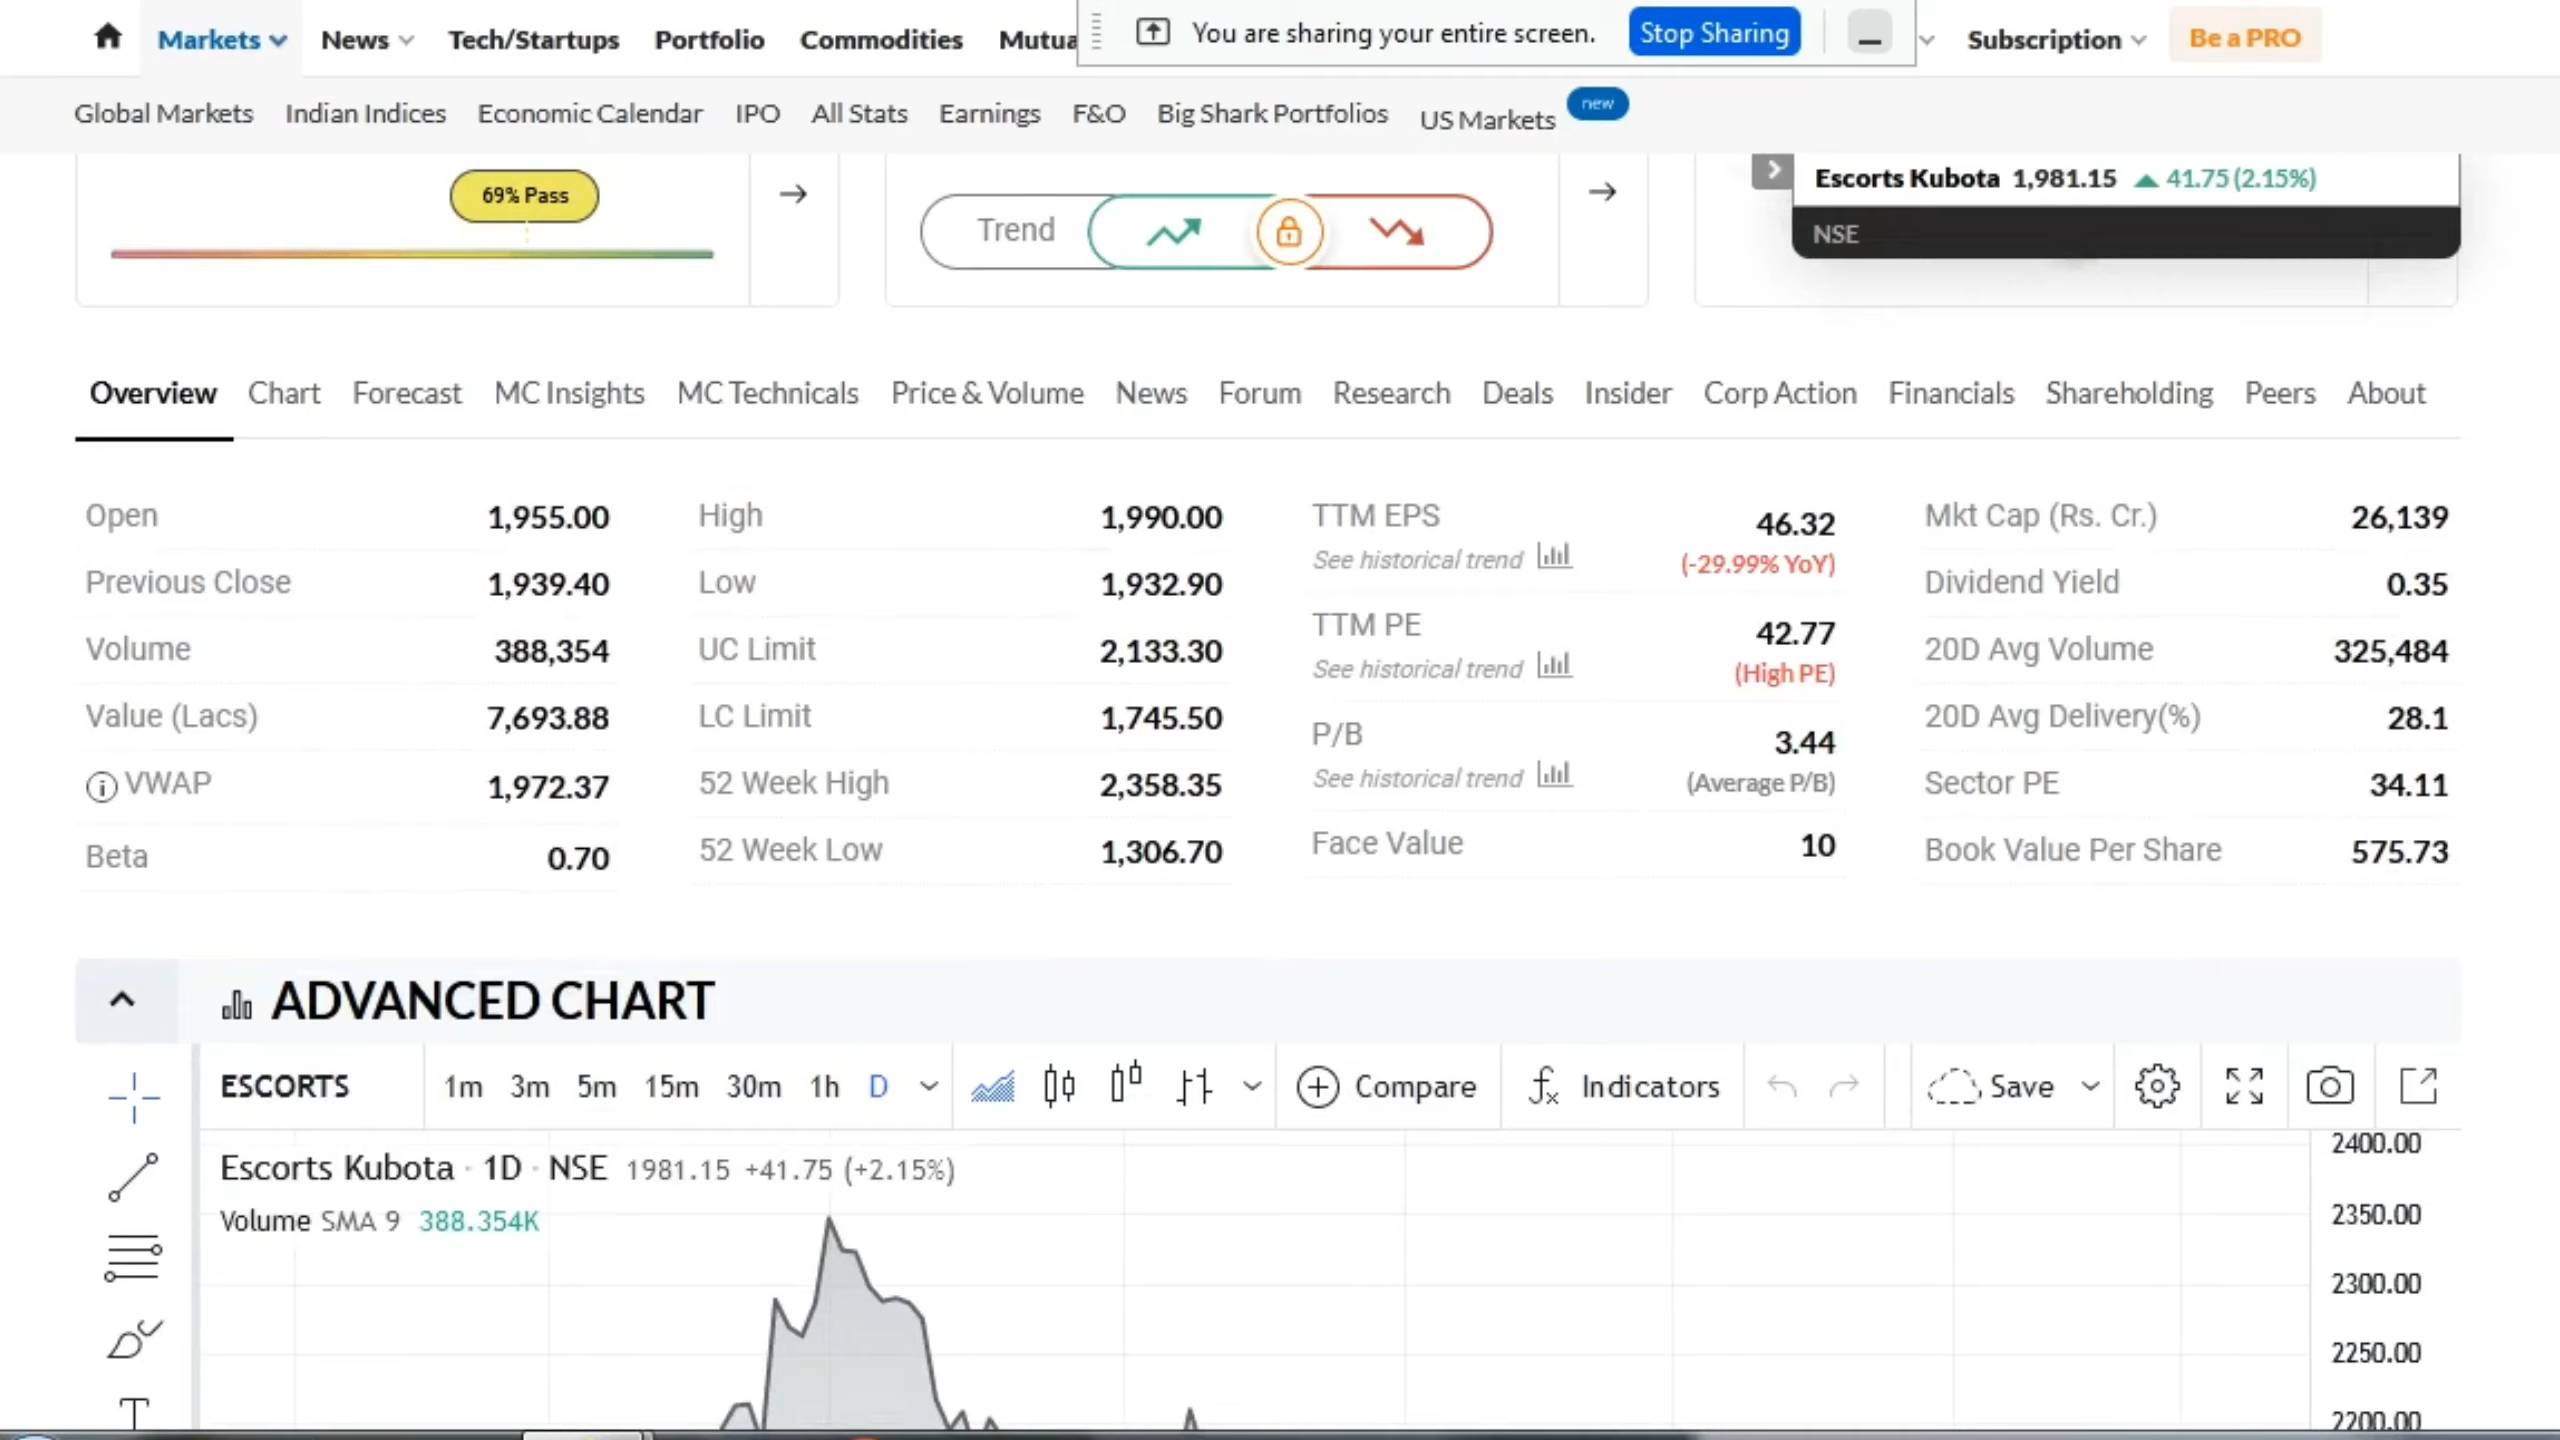 Markets News Tech/Startups Portfolio Commodities Mutua
You are sharing your entire screen. Stop Sharing
Subscription Be a PRO
Global Markets Indian Indices Economic Calendar IPO All Stats Earnings F&O Big Shark Portfolios US Markets new
69% Pass
Trend
Escorts Kubota 1,981.15 41.75 (2.15%)
NSE
Overview Chart Forecast MC Insights MC Technicals Price & Volume News Forum Research Deals Insider Corp Action Financials Shareholding Peers About
Open 1,955.00
Previous Close 1,939.40
Volume 388,354
Value (Lacs) 7,693.88
VWAP 1,972.37
Beta 0.70
High 1,990.00
Low 1,932.90
UC Limit 2,133.30
LC Limit 1,745.50
52 Week High 2,358.35
52 Week Low 1,306.70
TTM EPS 46.32
See historical trend (-29.99% YoY)
TTM PE 42.77
See historical trend (High PE)
P/B 3.44
See historical trend (Average P/B)
Face Value 10
Mkt Cap (Rs. Cr.) 26,139
Dividend Yield 0.35
20D Avg Volume 325,484
20D Avg Delivery(%) 28.1
Sector PE 34.11
Book Value Per Share 575.73
ADVANCED CHART
ESCORTS 1m 3m 5m 15m 30m 1h D Compare Indicators Save
Escorts Kubota · 1D · NSE 1981.15 +41.75 (+2.15%)
Volume SMA 9 388.354K
2400.00
2350.00
2300.00
2250.00
2200.00